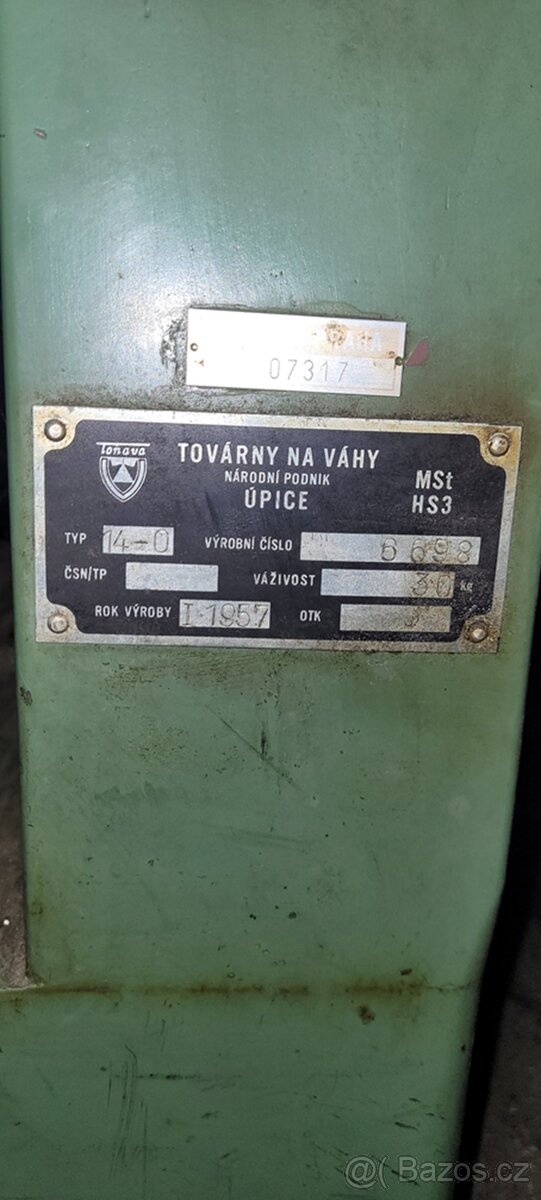 07317
Tonava
TOVÁRNY NA VÁHY
NÁRODNÍ PODNIK
ÚPICE
MSt
HS3
TYP 14-0 VÝROBNÍ ČÍSLO 6698
ČSN/TP VÁŽIVOST 30 KG
ROK VÝROBY I·1957 OTK
@ Bazos.cz